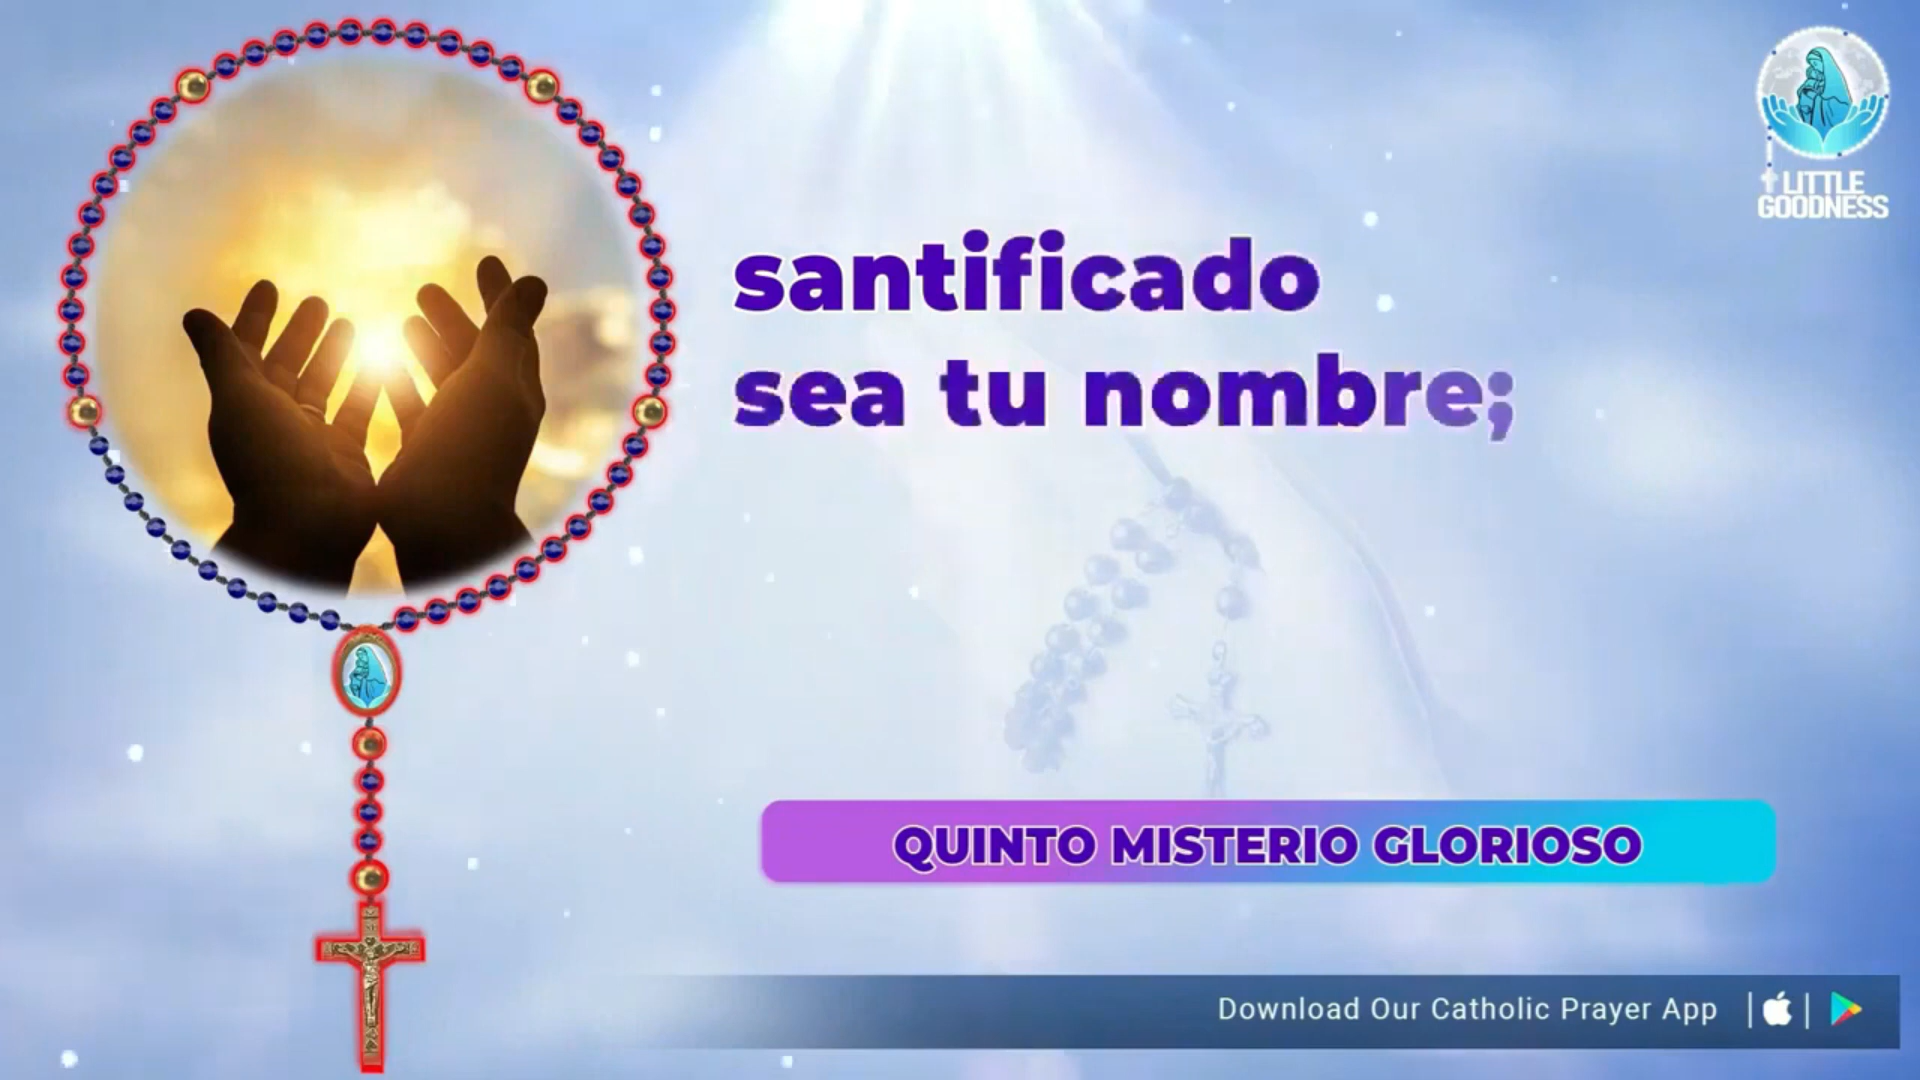 LITTLE
GOODNESS
santificado
sea tu nombre;
QUINTO MISTERIO GLORIOSO
Download Our Catholic Prayer App